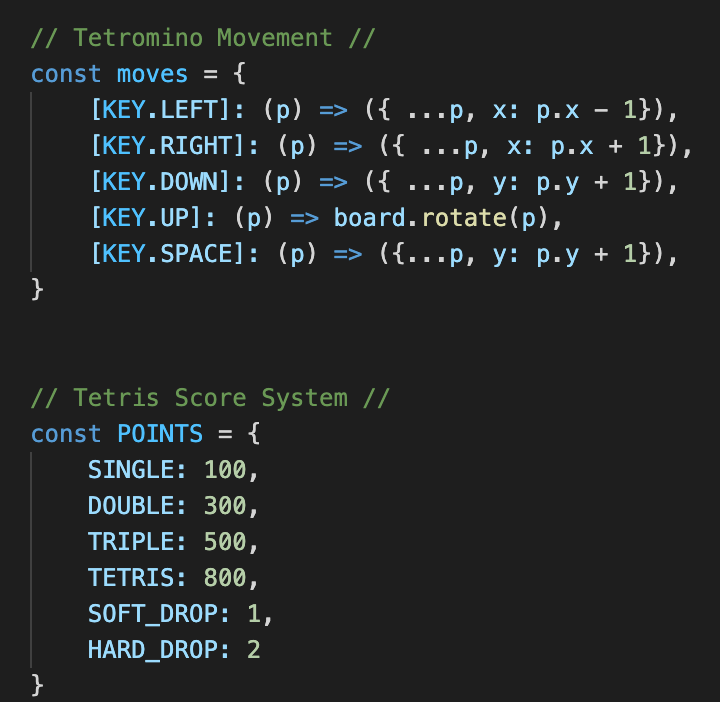 // Tetromino Movement //
const moves = {
    [KEY.LEFT]: (p) => ({ ...p, x: p.x - 1}),
    [KEY.RIGHT]: (p) => ({ ...p, x: p.x + 1}),
    [KEY.DOWN]: (p) => ({ ...p, y: p.y + 1}),
    [KEY.UP]: (p) => board.rotate(p),
    [KEY.SPACE]: (p) => ({...p, y: p.y + 1}),
}
// Tetris Score System //
const POINTS = {
    SINGLE: 100,
    DOUBLE: 300,
    TRIPLE: 500,
    TETRIS: 800,
    SOFT_DROP: 1,
    HARD_DROP: 2
}